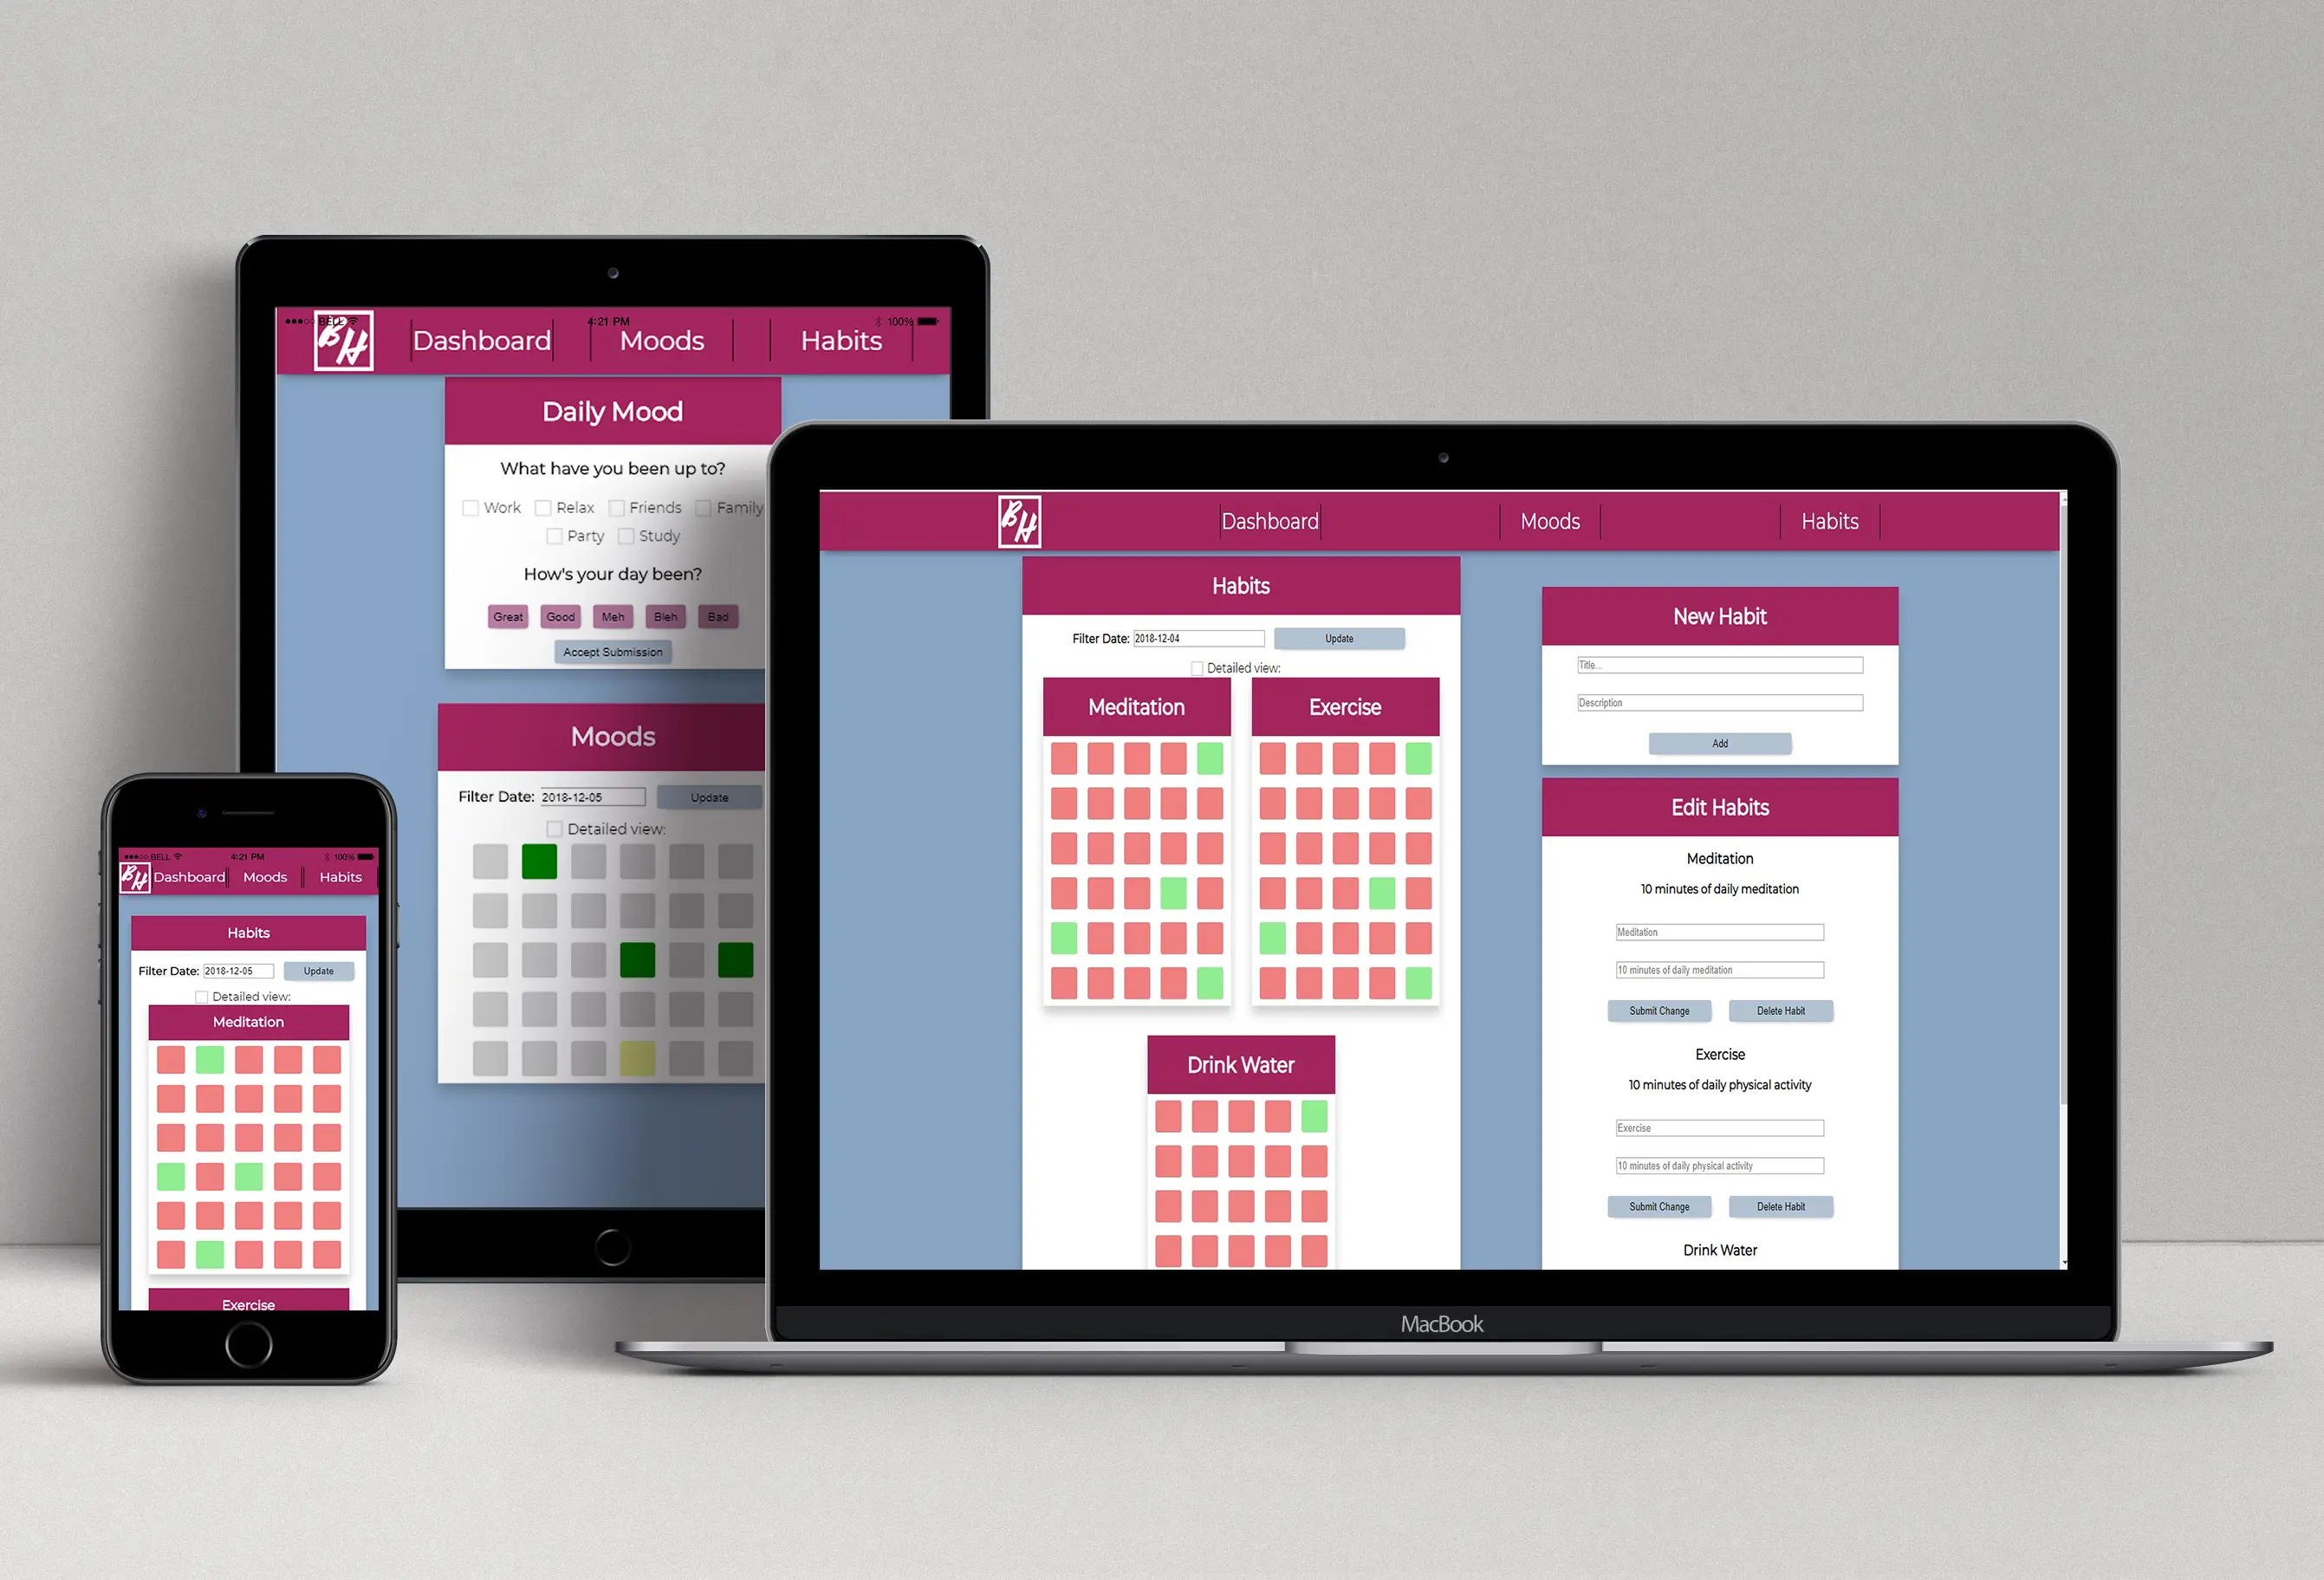 BELL 4:21 PM 100%
BH Dashboard Moods Habits
Daily Mood
What have you been up to?
Work Relax Friends Family
Party Study
How's your day been?
Great Good Meh Bleh Bad
Accept Submission
Moods
Filter Date: 2018-12-05 Update
Detailed view:
BELL 4:21 PM 100%
BH Dashboard Moods Habits
Habits
Filter Date: 2018-12-05 Update
Detailed view:
Meditation
Exercise
BH Dashboard Moods Habits
Habits
Filter Date: 2018-12-04 Update
Detailed view:
Meditation Exercise
Drink Water
New Habit
Title...
Description
Add
Edit Habits
Meditation
10 minutes of daily meditation
Meditation
10 minutes of daily meditation
Submit Change Delete Habit
Exercise
10 minutes of daily physical activity
Exercise
10 minutes of daily physical activity
Submit Change Delete Habit
Drink Water
MacBook